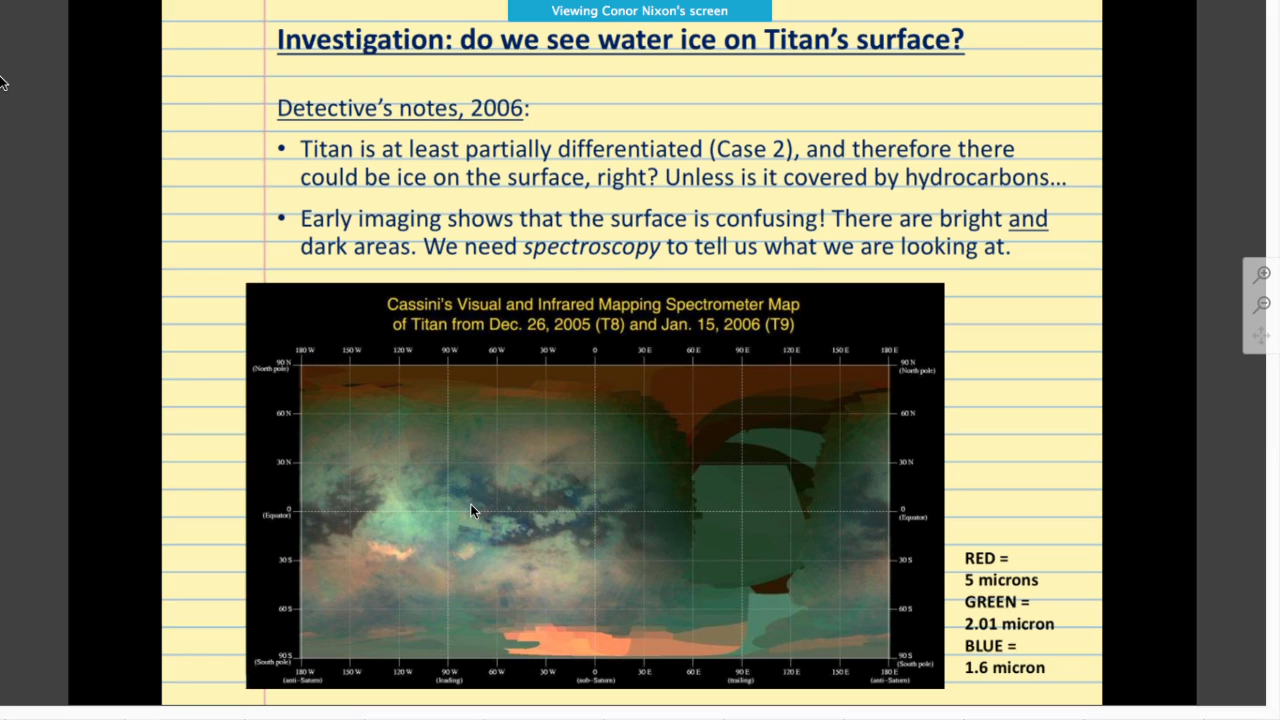 Viewing Conor Nixon's screen
Investigation: do we see water ice on Titan's surface?
Detective's notes, 2006:
• Titan is at least partially differentiated (Case 2), and therefore there
could be ice on the surface, right? Unless is it covered by hydrocarbons...
• Early imaging shows that the surface is confusing! There are bright and
dark areas. We need spectroscopy to tell us what we are looking at.
Cassini's Visual and Infrared Mapping Spectrometer Map
of Titan from Dec. 26, 2005 (T8) and Jan. 15, 2006 (T9)
180 W 150 W 120 W 90 W 60 W 30 W 0 30 E 60 E 90 E 120 E 150 E 180 E
90 N 90 N
(North pole) (North pole)
60 N 60 N
30 N 30 N
0 0
(Equator) (Equator)
30 S 30 S
60 S 60 S
90 S 90 S
(South pole) (South pole)
180 W 150 W 120 W 90 W 60 W 30 W 0 30 E 60 E 90 E 120 E 150 E 180 E
(anti-Saturn) (leading) (sub-Saturn) (trailing) (anti-Saturn)
RED =
5 microns
GREEN =
2.01 micron
BLUE =
1.6 micron